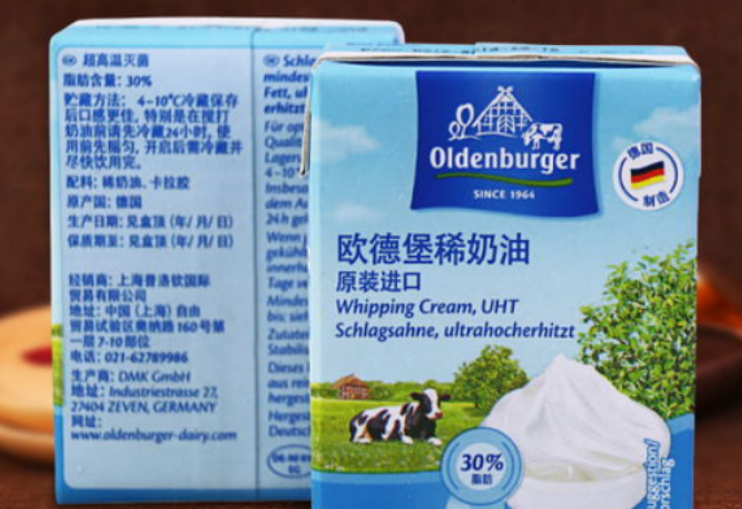 超高温灭菌
脂肪含量：30%
贮藏方法： 4-10℃冷藏保存
后口感更佳，特别是在搅打
奶油前请先冷藏24小时，使
用前先摇匀，开启后需冷藏并
尽快饮用完。
配料：稀奶油、卡拉胶
原产国：德国
生产日期：见盒顶（年/月/日）
保质期至：见盒顶（年/月/日）
经销商：上海普洛钦国际
贸易有限公司
地址：中国（上海）自由
贸易试验区奥纳路160号第
一层7-10部位
电话：021-62789986
生产商：DMK GmbH
地址：Industriestrasse 27,
27404 ZEVEN, GERMANY
网址：
www.oldenburger-dairy.com
Schla
mindes
Fett, ul
erhitzt
Für op
Qualit
Lagern
4-10°
Insbeso
dem Au
24h gek
Wenn
gekühl
innerha
Tage ve
Mindes
bis: sieh
Zutate
Stabilis
Dieses
aus rei
hergest
Hergest
Deutsch
Oldenburger
SINCE 1964
德国
制造
欧德堡稀奶油
原装进口
Whipping Cream, UHT
Schlagsahne, ultrahocherhitzt
30%
脂肪